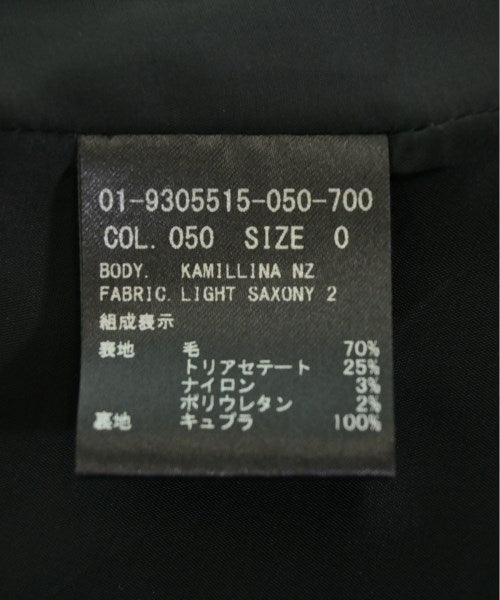 01-9305515-050-700
COL. 050 SIZE 0
BODY. KAMILLINA NZ
FABRIC. LIGHT SAXONY 2
組成表示
表地 毛 70%
トリアセテート 25%
ナイロン 3%
ポリウレタン 2%
裏地 キュプラ 100%